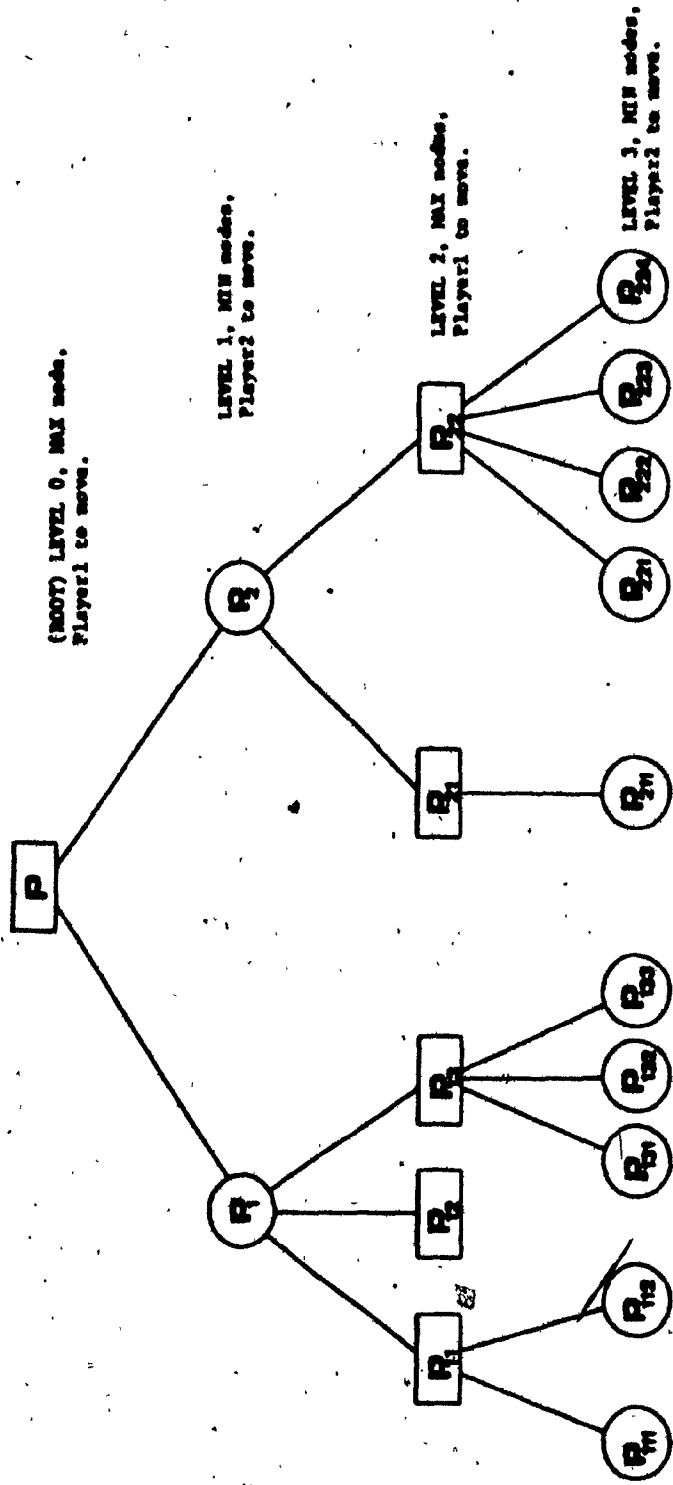 (ROOT) LEVEL 0, MAX node,
Player1 to move.
P
LEVEL 1, MIN nodes,
Player2 to move.
P1 P2
LEVEL 2, MAX nodes,
Player1 to move.
P11 P12 P13 P21 P22
LEVEL 3, MIN nodes,
Player2 to move.
P111 P112 P131 P132 P133 P211 P221 P222 P223 P224